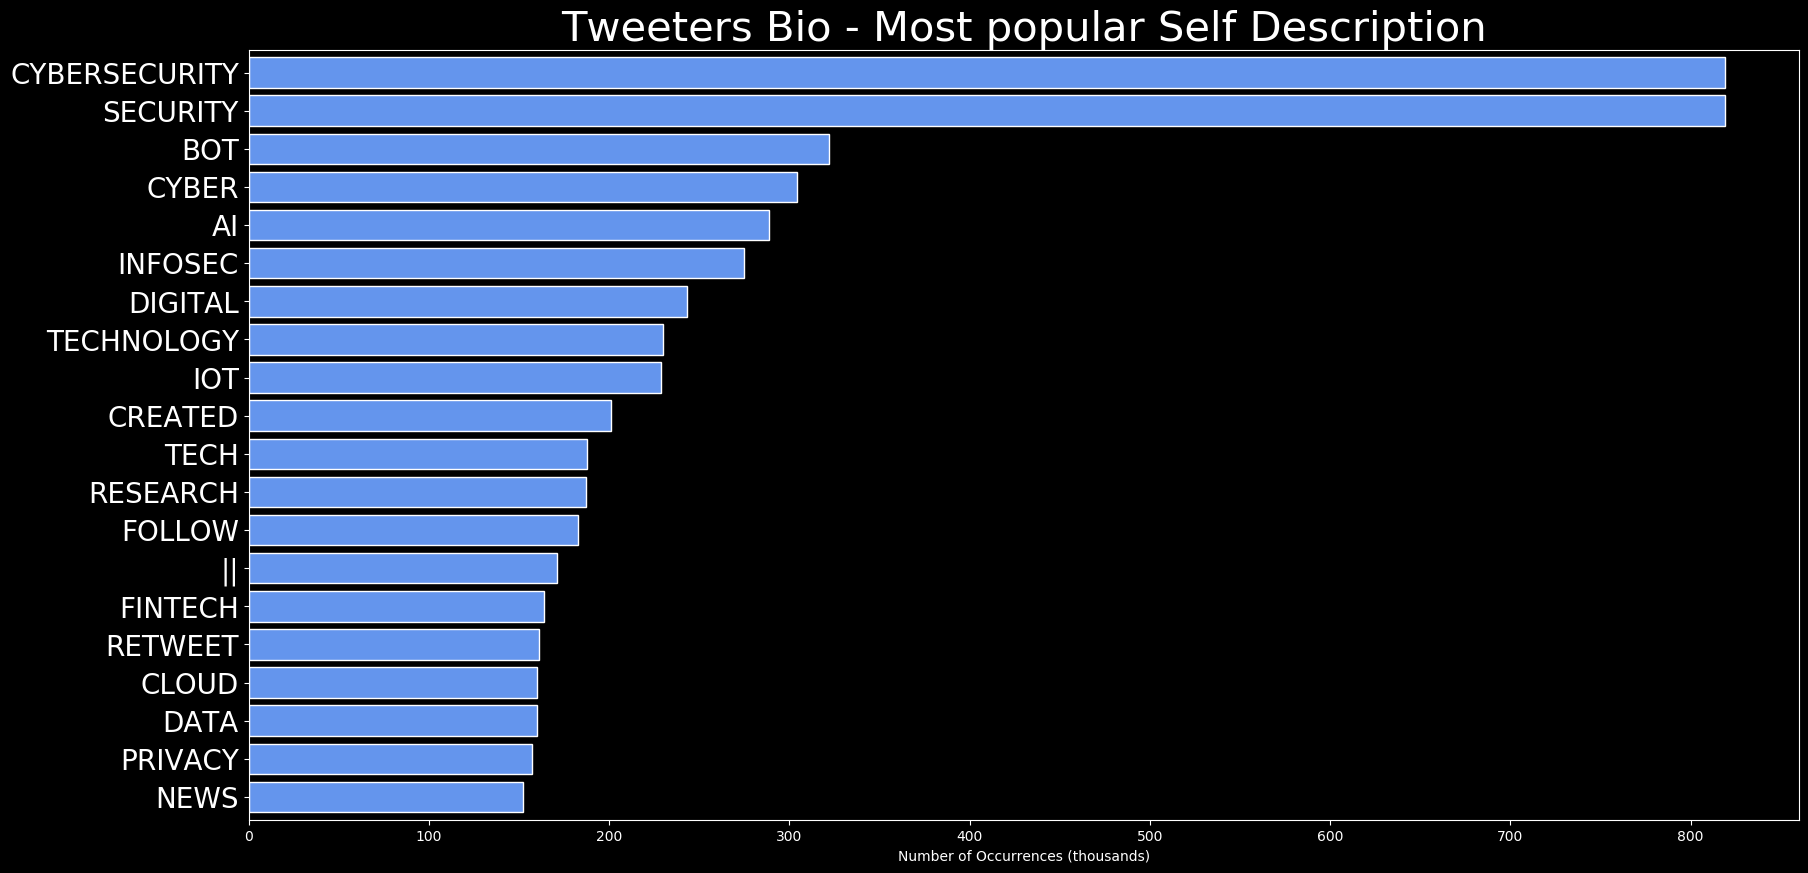 Tweeters Bio - Most popular Self Description
CYBERSECURITY
SECURITY
BOT
CYBER
AI
INFOSEC
DIGITAL
TECHNOLOGY
IOT
CREATED
TECH
RESEARCH
FOLLOW
||
FINTECH
RETWEET
CLOUD
DATA
PRIVACY
NEWS
0 100 200 300 400 500 600 700 800
Number of Occurrences (thousands)